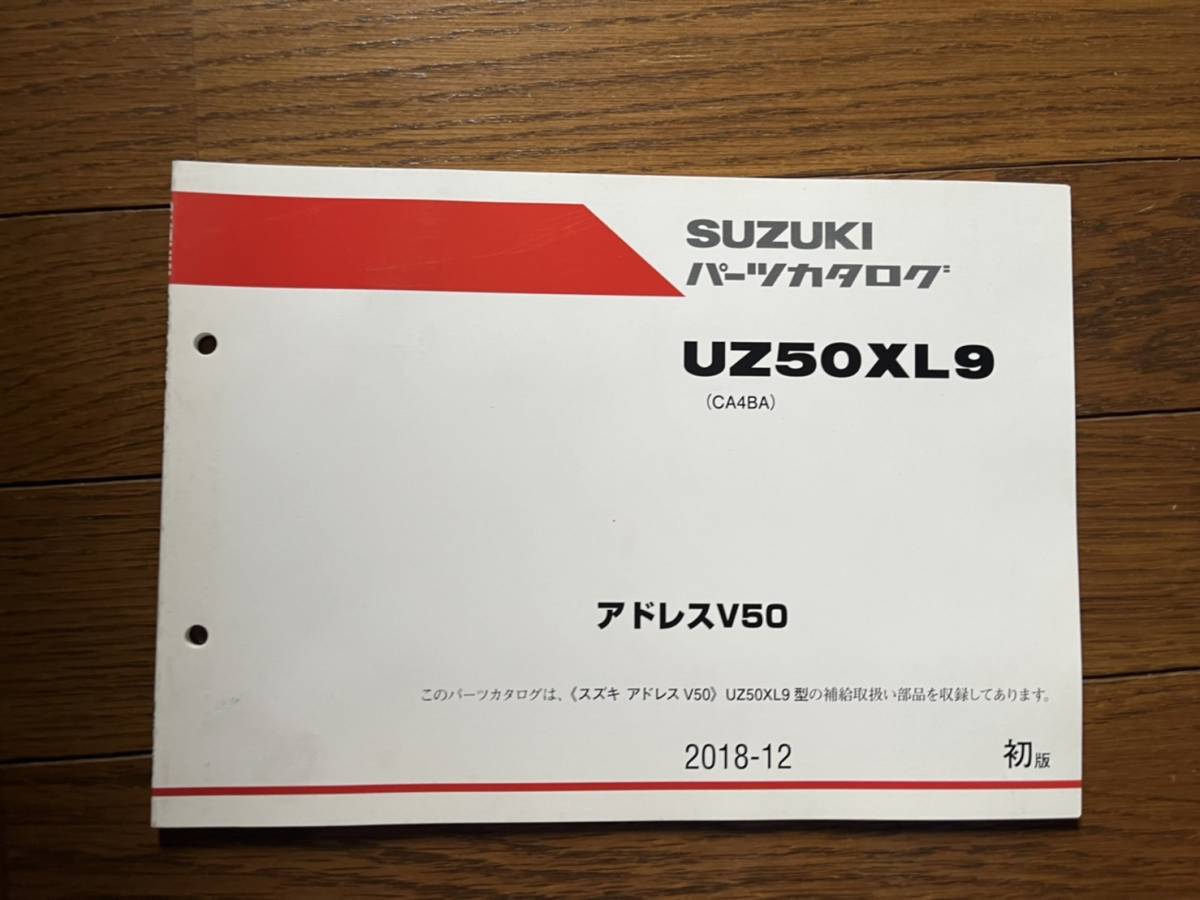 SUZUKI
パーツカタログ
UZ50XL9
(CA4BA)
アドレスV50
このパーツカタログは、《スズキ アドレス V50》 UZ50XL9 型の補給取扱い部品を収録してあります。
2018-12 初版